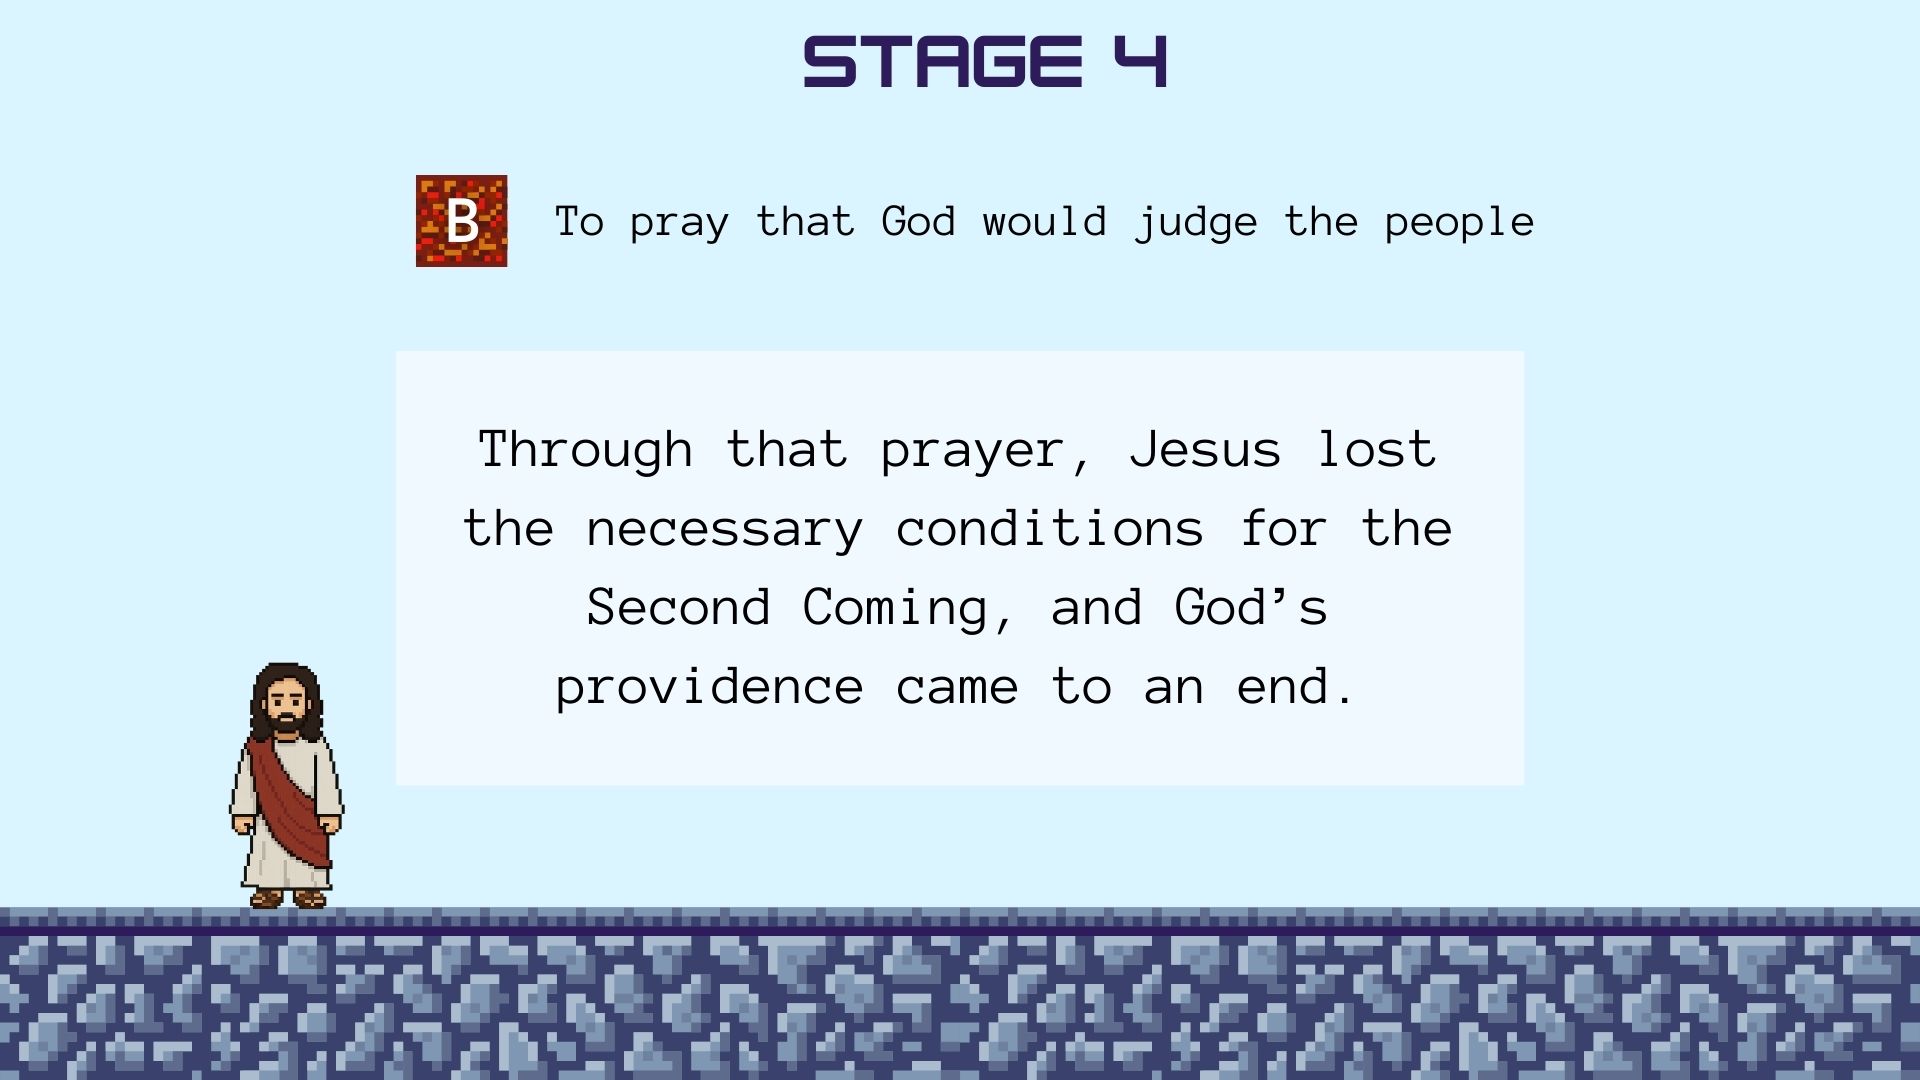 STAGE 4
B To pray that God would judge the people
Through that prayer, Jesus lost
the necessary conditions for the
Second Coming, and God’s
providence came to an end.